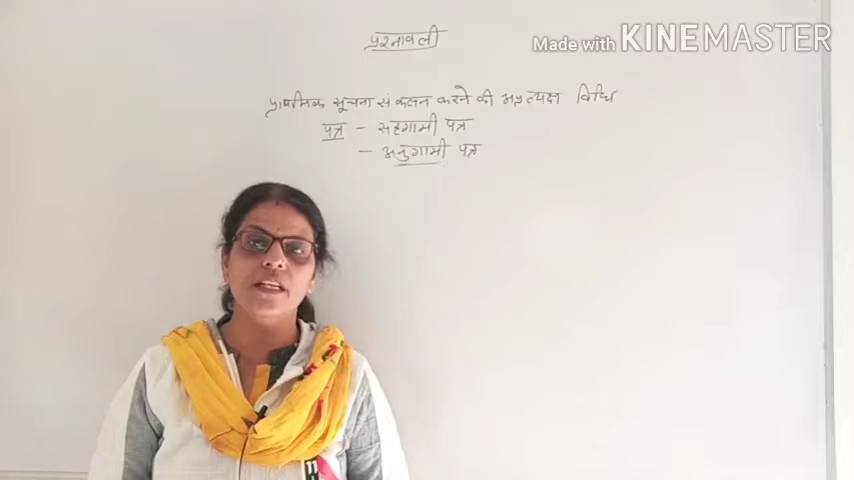 Made with KINEMASTER
प्रश्नावली
प्राथमिक सूचना संकलन करने की अप्रत्यक्ष विधि
पत्र - सहगामी पत्र
- अनुगामी पत्र